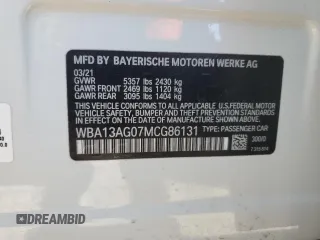 MFD BY BAYERISCHE MOTOREN WERKE AG
03/21
GVWR 5357 lbs 2430 kg
GAWR FRONT 2469 lbs 1120 kg
GAWR REAR 3095 lbs 1404 kg
THIS VEHICLE CONFORMS TO ALL APPLICABLE
FEDERAL MOTOR VEHICLE SAFETY, BUMPER,
AND THEFT PREVENTION STANDARDS IN EFFECT
ON THE DATE OF MANUFACTURE SHOWN ABOVE.
WBA13AG07MCG86131 TYPE: PASSENGER CAR
300/0
DREAMBID